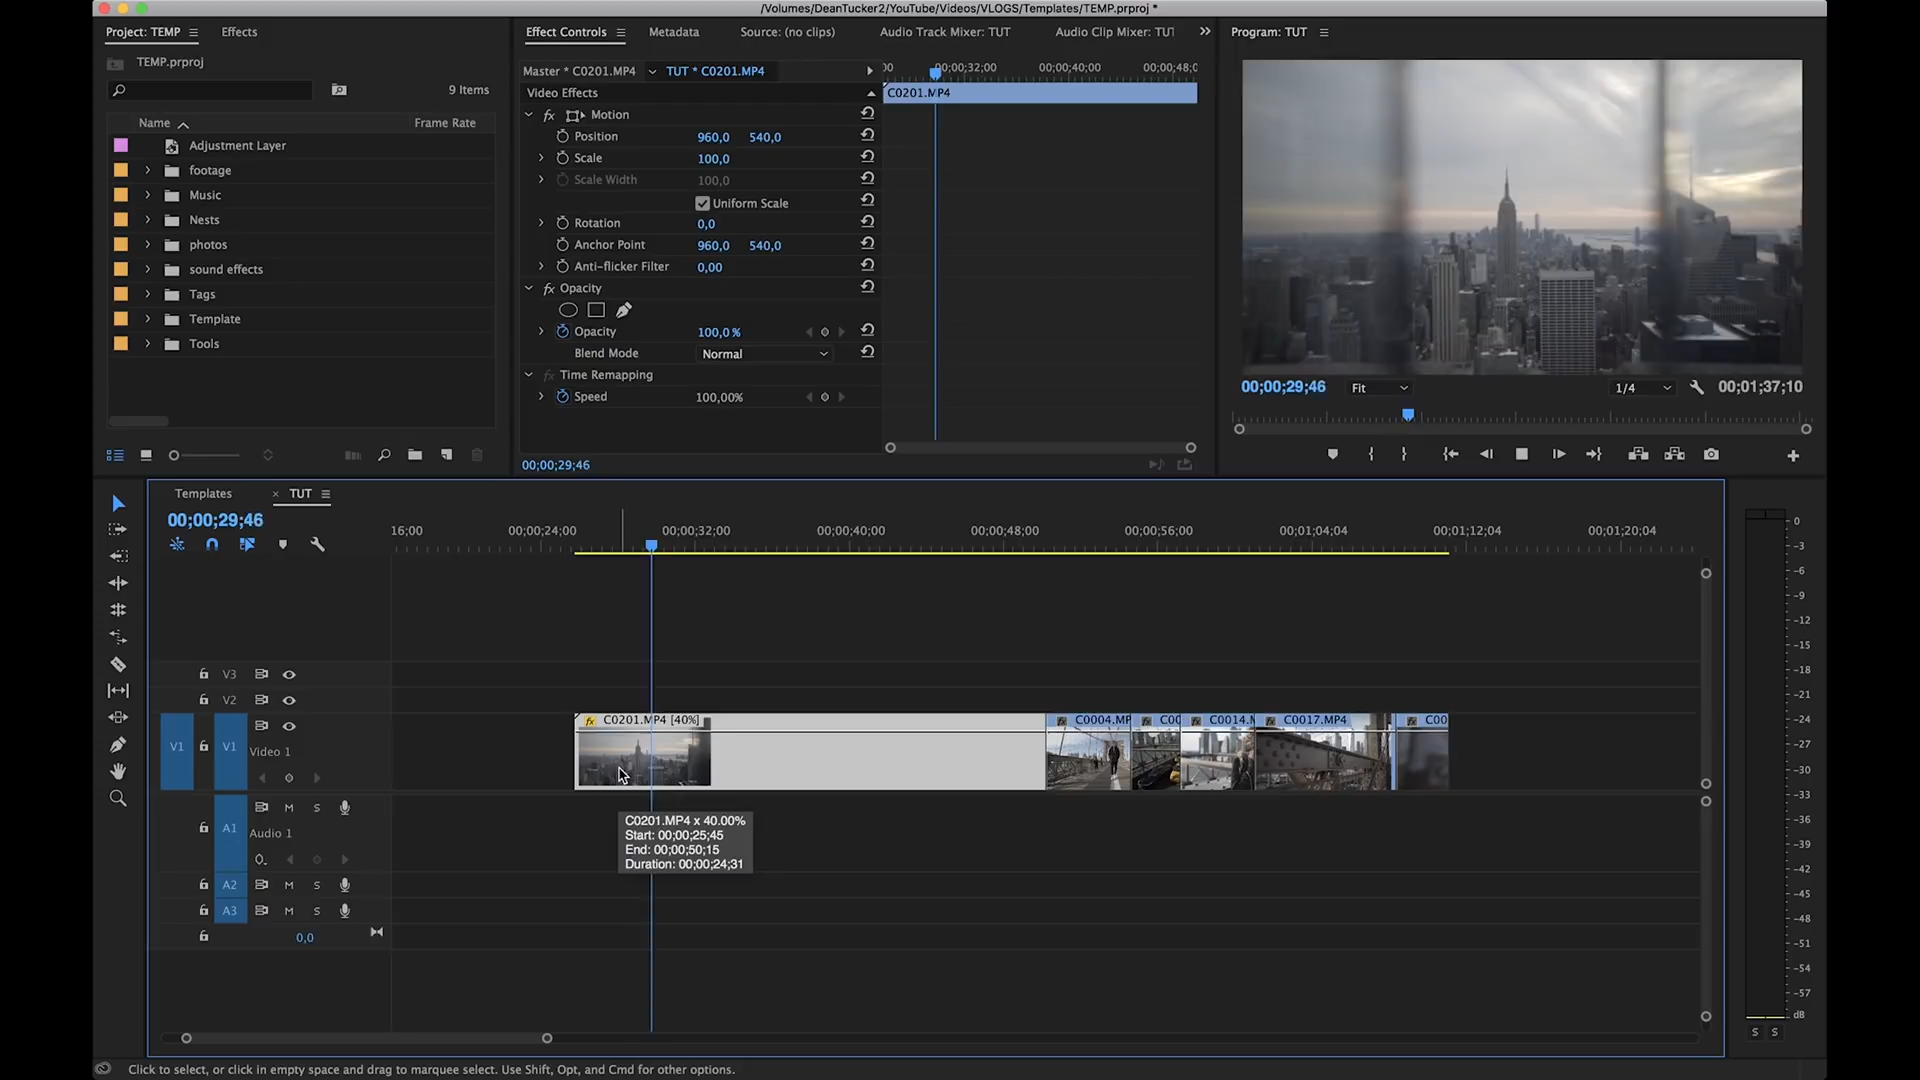 /Volumes/DeanTucker2/YouTube/Videos/VLOGS/Templates/TEMP.prproj *
Project: TEMP
Effects
TEMP.prproj
9 Items
Name
Frame Rate
Adjustment Layer
footage
Music
Nests
photos
sound effects
Tags
Template
Tools
Effect Controls
Metadata
Source: (no clips)
Audio Track Mixer: TUT
Audio Clip Mixer: TUT
Master * C0201.MP4
TUT * C0201.MP4
00
00;00;32;00
00;00;40;00
00;00;48;0
Video Effects
C0201.MP4
fx Motion
Position 960,0 540,0
Scale 100,0
Scale Width 100,0
Uniform Scale
Rotation 0,0
Anchor Point 960,0 540,0
Anti-flicker Filter 0,00
fx Opacity
Opacity 100,0 %
Blend Mode Normal
fx Time Remapping
Speed 100,00%
00;00;29;46
Program: TUT
00;00;29;46
Fit
1/4
00;01;37;10
Templates
× TUT
00;00;29;46
16;00
00;00;24;00
00;00;32;00
00;00;40;00
00;00;48;00
00;00;56;00
00;01;04;04
00;01;12;04
00;01;20;04
V3
V2
V1 V1
Video 1
fx C0201.MP4 [40%]
fx C0004.MP
fx C00
fx C0014.M
fx C0017.MP4
fx C00
A1 M S
Audio 1
A2 M S
A3 M S
0,0
C0201.MP4 x 40.00%
Start: 00;00;25;45
End: 00;00;50;15
Duration: 00;00;24;31
0
-3
-6
-9
-12
-15
-18
-21
-24
-27
-30
-33
-36
-39
-42
-45
-48
-51
-54
-57
dB
S S
Click to select, or click in empty space and drag to marquee select. Use Shift, Opt, and Cmd for other options.